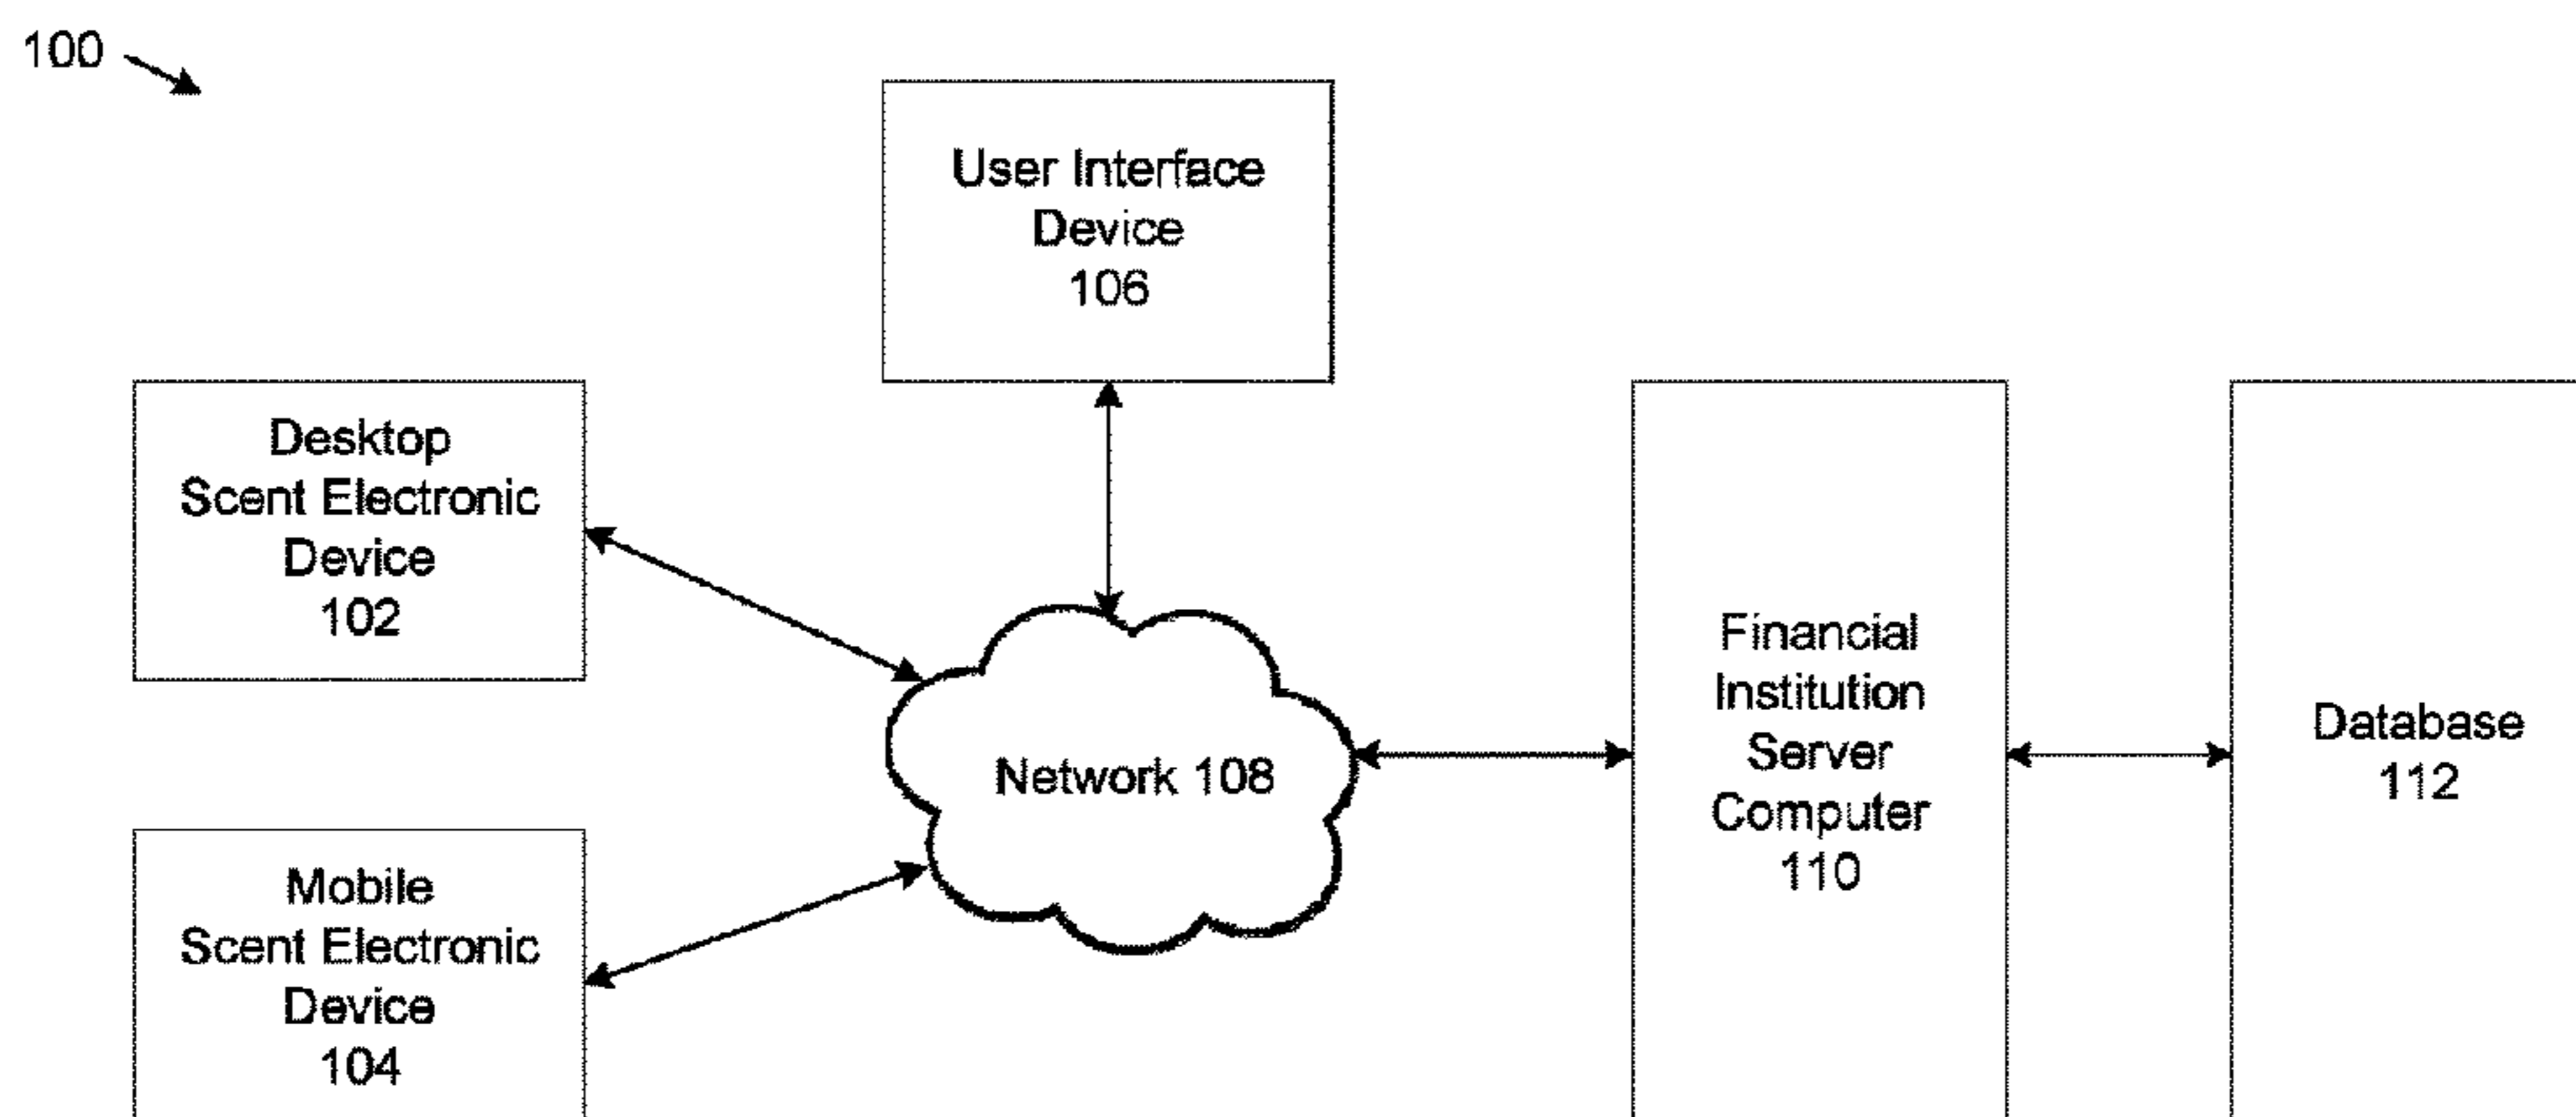 100
User Interface
Device
106
Desktop
Scent Electronic
Device
102
Mobile
Scent Electronic
Device
104
Network 108
Financial
Institution
Server
Computer
110
Database
112